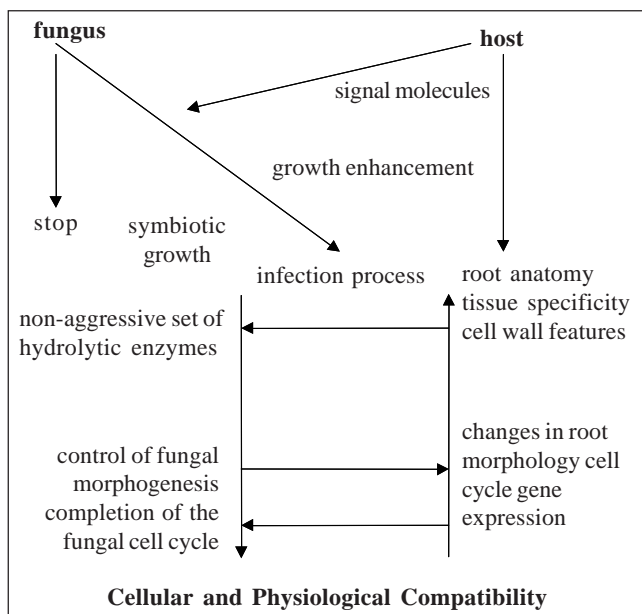 fungus
host
signal molecules
growth enhancement
stop
symbiotic
growth
infection process
root anatomy
tissue specificity
cell wall features
non-aggressive set of
hydrolytic enzymes
control of fungal
morphogenesis
completion of the
fungal cell cycle
changes in root
morphology cell
cycle gene
expression
Cellular and Physiological Compatibility